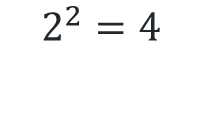 2² = 4